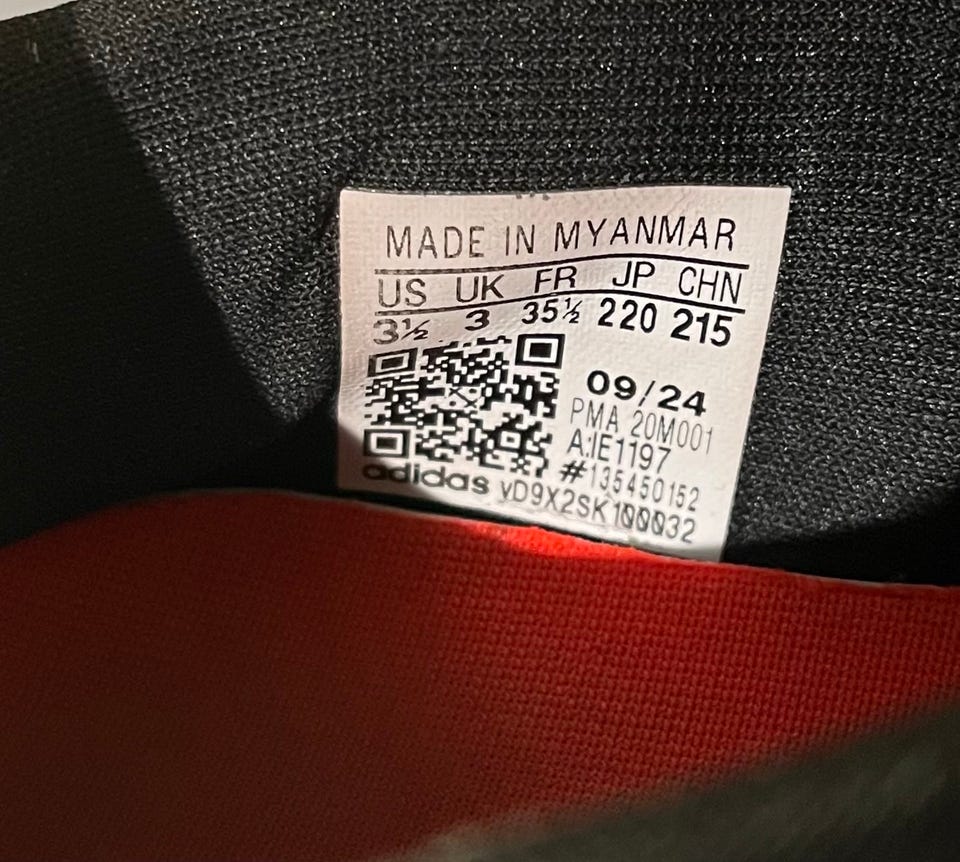 MADE IN MYANMAR
US UK FR JP CHN
3½ 3 35½ 220 215
09/24
PMA 20M001
A:IE1197
#135450152
adidas vD9X2SK100032